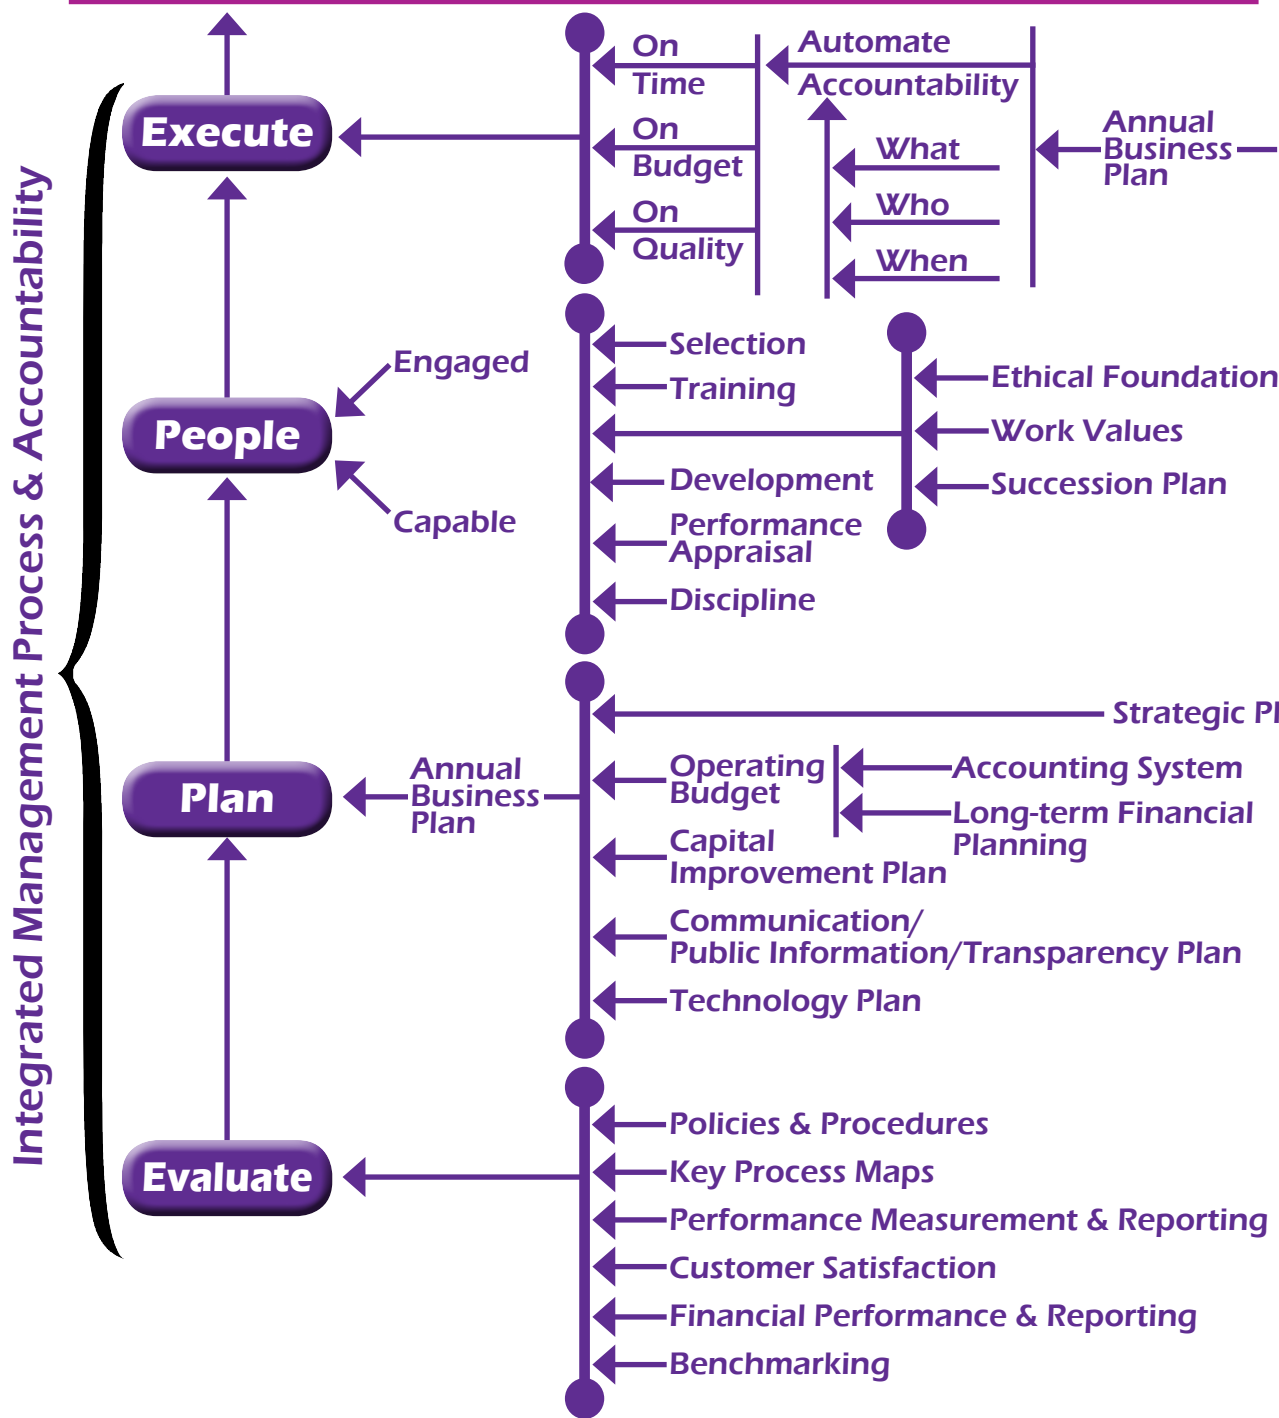 Integrated Management Process & Accountability
Execute
On
Time
On
Budget
On
Quality
Automate
Accountability
What
Who
When
Annual
Business
Plan
People
Engaged
Capable
Selection
Training
Development
Performance
Appraisal
Discipline
Ethical Foundation
Work Values
Succession Plan
Plan
Annual
Business
Plan
Strategic Pl
Operating
Budget
Accounting System
Long-term Financial
Planning
Capital
Improvement Plan
Communication/
Public Information/Transparency Plan
Technology Plan
Evaluate
Policies & Procedures
Key Process Maps
Performance Measurement & Reporting
Customer Satisfaction
Financial Performance & Reporting
Benchmarking